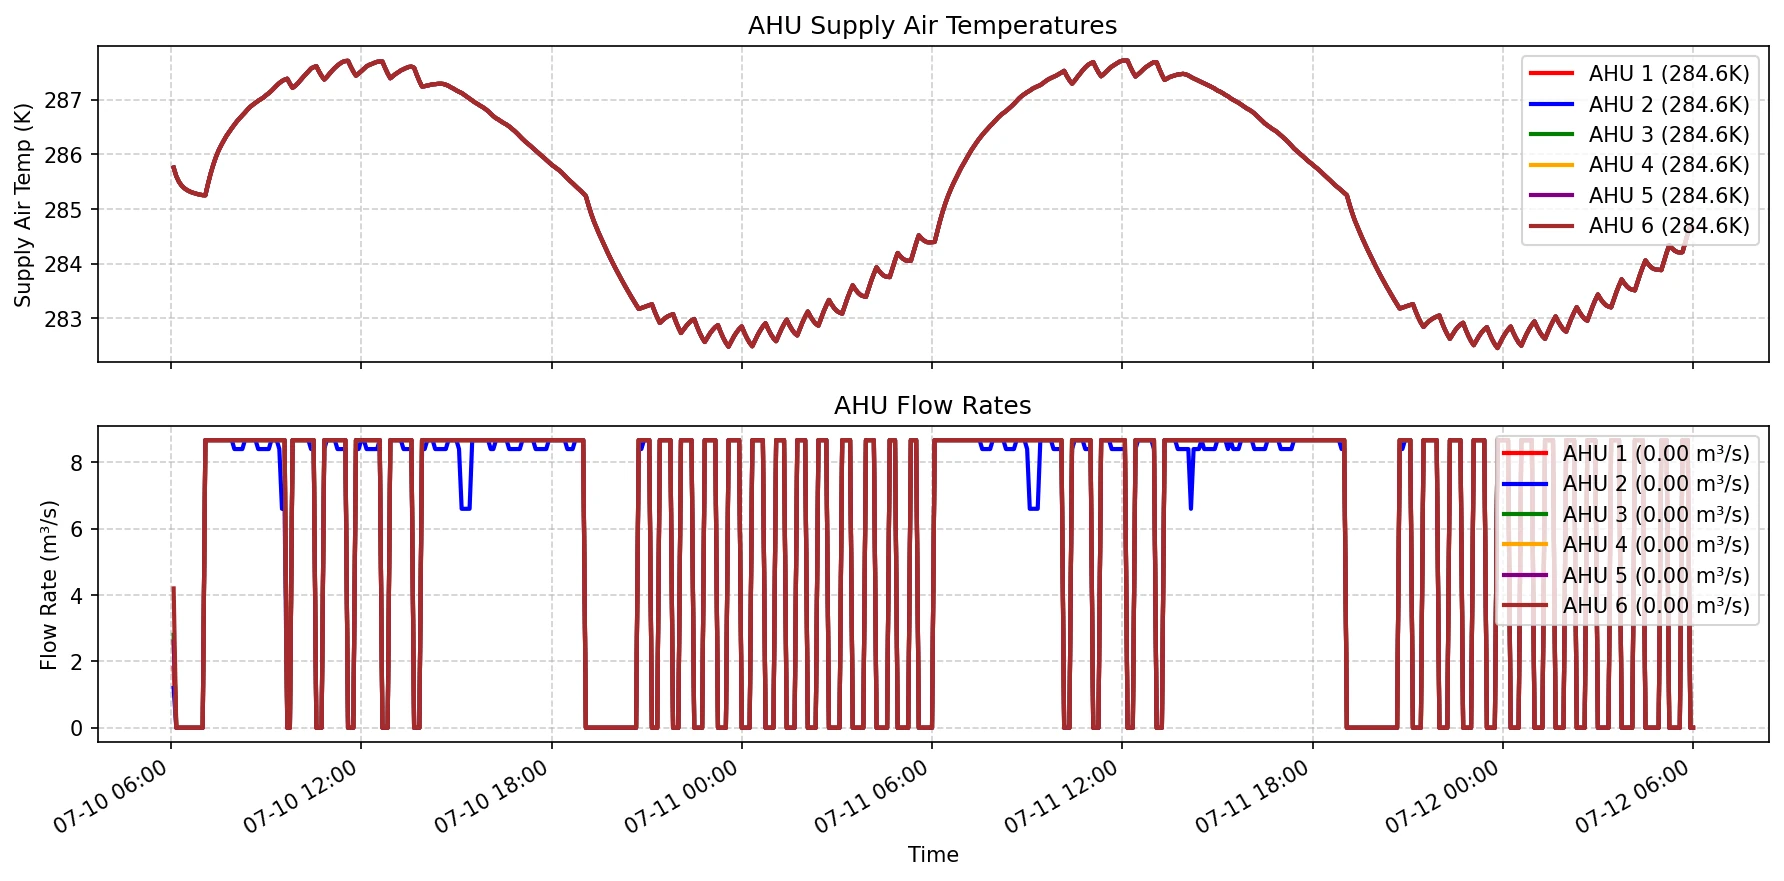 AHU Supply Air Temperatures
Supply Air Temp (K)
287
286
285
284
283
AHU 1 (284.6K)
AHU 2 (284.6K)
AHU 3 (284.6K)
AHU 4 (284.6K)
AHU 5 (284.6K)
AHU 6 (284.6K)
AHU Flow Rates
Flow Rate (m³/s)
8
6
4
2
0
AHU 1 (0.00 m³/s)
AHU 2 (0.00 m³/s)
AHU 3 (0.00 m³/s)
AHU 4 (0.00 m³/s)
AHU 5 (0.00 m³/s)
AHU 6 (0.00 m³/s)
07-10 06:00
07-10 12:00
07-10 18:00
07-11 00:00
07-11 06:00
07-11 12:00
07-11 18:00
07-12 00:00
07-12 06:00
Time